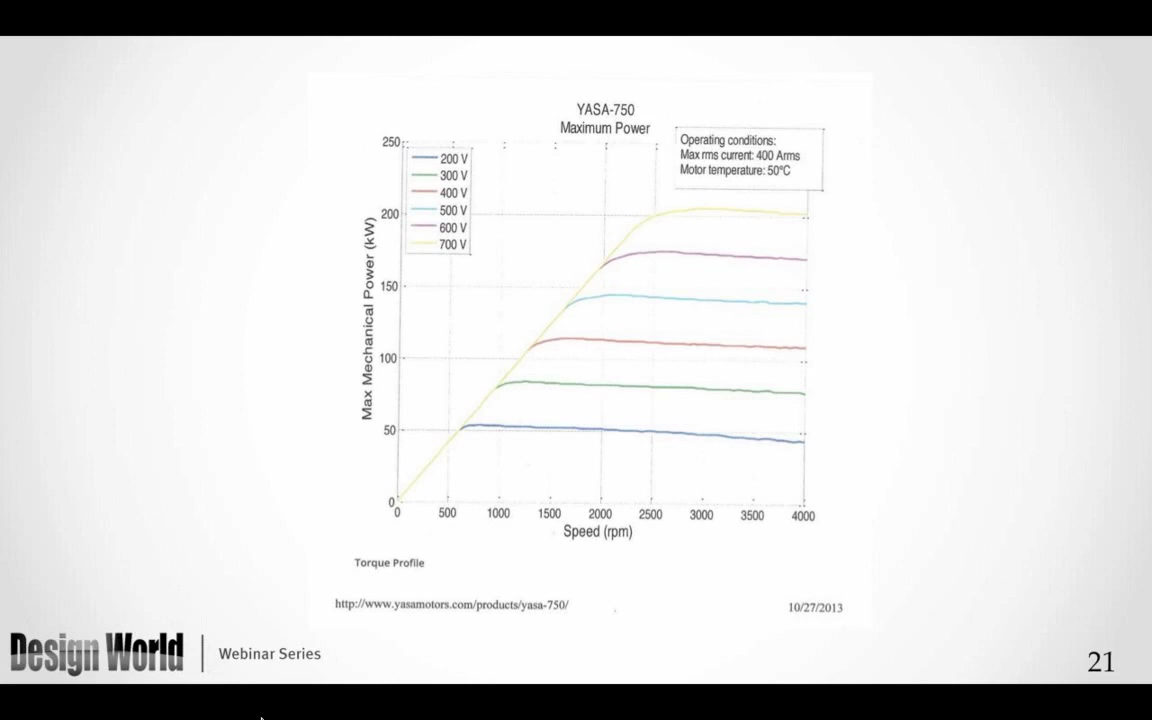 YASA-750
Maximum Power
Operating conditions:
Max rms current: 400 Arms
Motor temperature: 50°C
250
200
150
100
50
0
200 V
300 V
400 V
500 V
600 V
700 V
Max Mechanical Power (kW)
0 500 1000 1500 2000 2500 3000 3500 4000
Speed (rpm)
Torque Profile
http://www.yasamotors.com/products/yasa-750/ 10/27/2013
Design World
Webinar Series
21